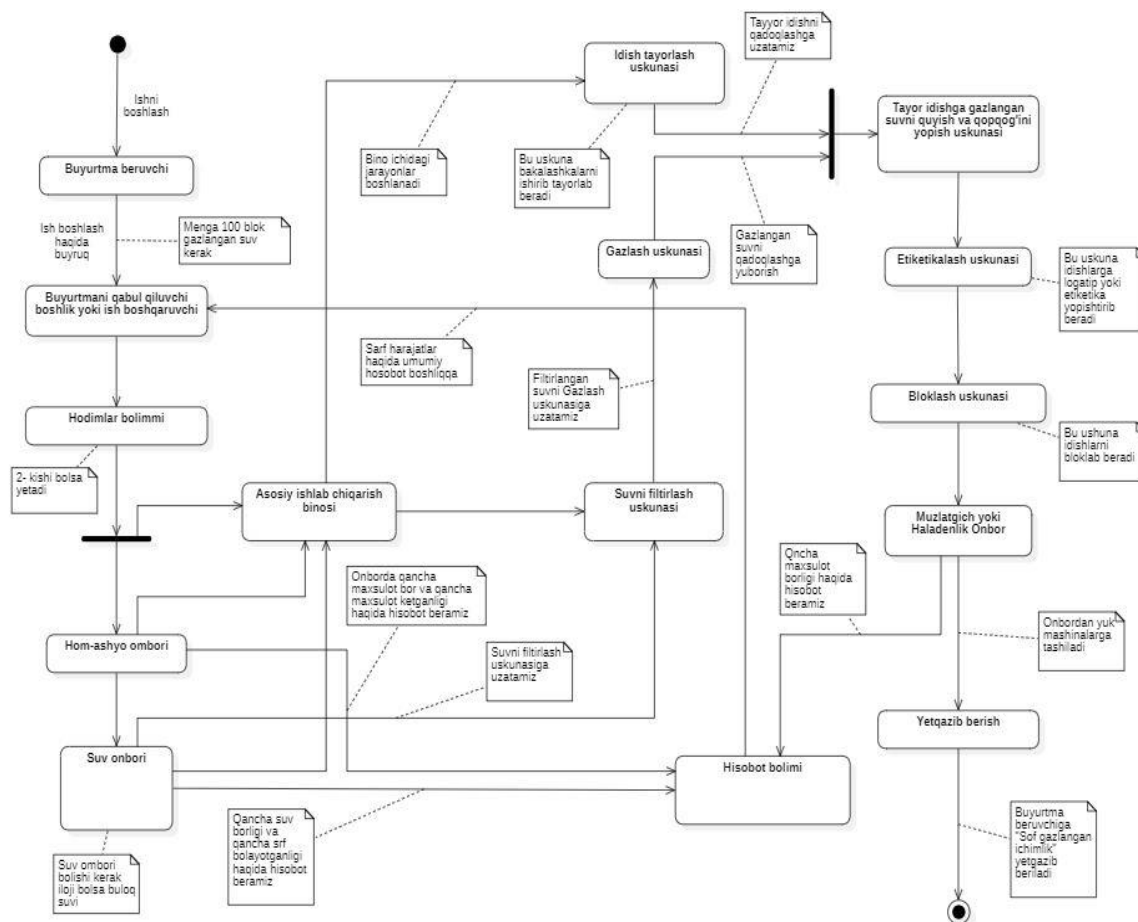 Ishni
boshlash
Buyurtma beruvchi
Ish boshlash
haqida
buyruq
Menga 100 blok
gazlangan suv
kerak
Buyurtmani qabul qiluvchi
boshlik yoki ish boshqaruvchi
Hodimlar bolimmi
2- kishi bolsa
yetadi
Hom-ashyo ombori
Suv onbori
Suv ombori
bolishi kerak
iloji bolsa buloq
suvi
Asosiy ishlab chiqarish
binosi
Bino ichidagi
jarayonlar
boshlanadi
Sarf harajatlar
haqida umumiy
hosobot boshliqqa
Onborda qancha
maxsulot bor va qancha
maxsulot ketganligi
haqida hisobot beramiz
Suvni filtirlash
uskunasiga
uzatamiz
Qancha suv
borligi va
qancha srf
bolayotganligi
haqida hisobot
beramiz
Idish tayorlash
uskunasi
Bu uskuna
bakalashkalarni
ishirib tayorlab
beradi
Tayyor idishni
qadoqlashga
uzatamiz
Gazlash uskunasi
Gazlangan
suvni
qadoqlashga
yuborish
Filtirlangan
suvni Gazlash
uskunasiga
uzatamiz
Suvni filtirlash
uskunasi
Hisobot bolimi
Tayor idishga gazlangan
suvni quyish va qopqog'ini
yopish uskunasi
Etiketikalash uskunasi
Bu uskuna
idishlarga
logatip yoki
etiketika
yopishtirib
beradi
Bloklash uskunasi
Bu ushuna
idishlarni
bloklab beradi
Muzlatgich yoki
Haladenlik Onbor
Qncha
maxsulot
borligi haqida
hisobot
beramiz
Onbordan yuk
mashinalarga
tashiladi
Yetqazib berish
Buyurtma
beruvchiga
"Sof gazlangan
ichimlik"
yetgazib
beriladi